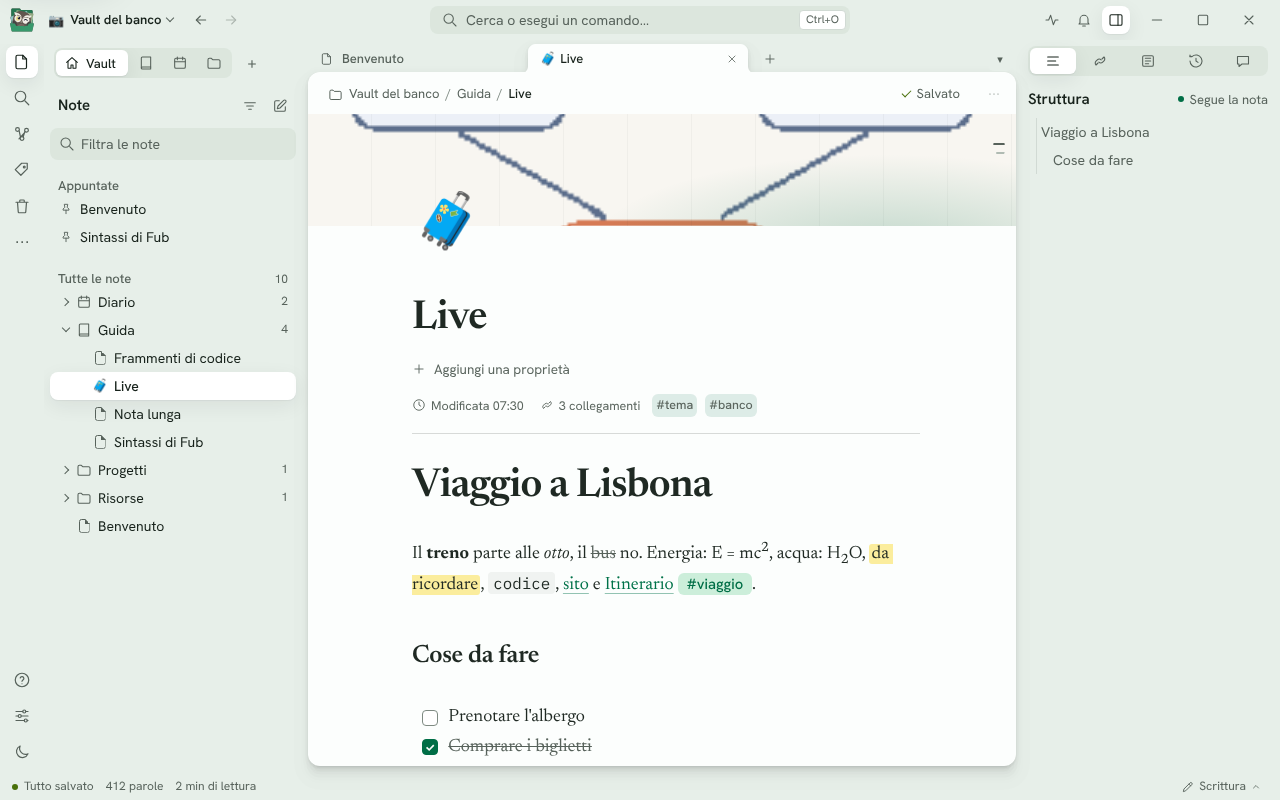 Vault del banco
Cerca o esegui un comando…
Ctrl+O
Vault
Benvenuto
Live
Note
Filtra le note
Appuntate
Benvenuto
Sintassi di Fub
Tutte le note 10
Diario 2
Guida 4
Frammenti di codice
Live
Nota lunga
Sintassi di Fub
Progetti 1
Risorse 1
Benvenuto
Vault del banco / Guida / Live
Salvato
Live
Aggiungi una proprietà
Modificata 07:30 3 collegamenti #tema #banco
Viaggio a Lisbona
Il treno parte alle otto, il bus no. Energia: E = mc2, acqua: H2O, da
ricordare, codice, sito e Itinerario #viaggio.
Cose da fare
Prenotare l'albergo
Comprare i biglietti
Struttura
Segue la nota
Viaggio a Lisbona
Cose da fare
Tutto salvato 412 parole 2 min di lettura
Scrittura